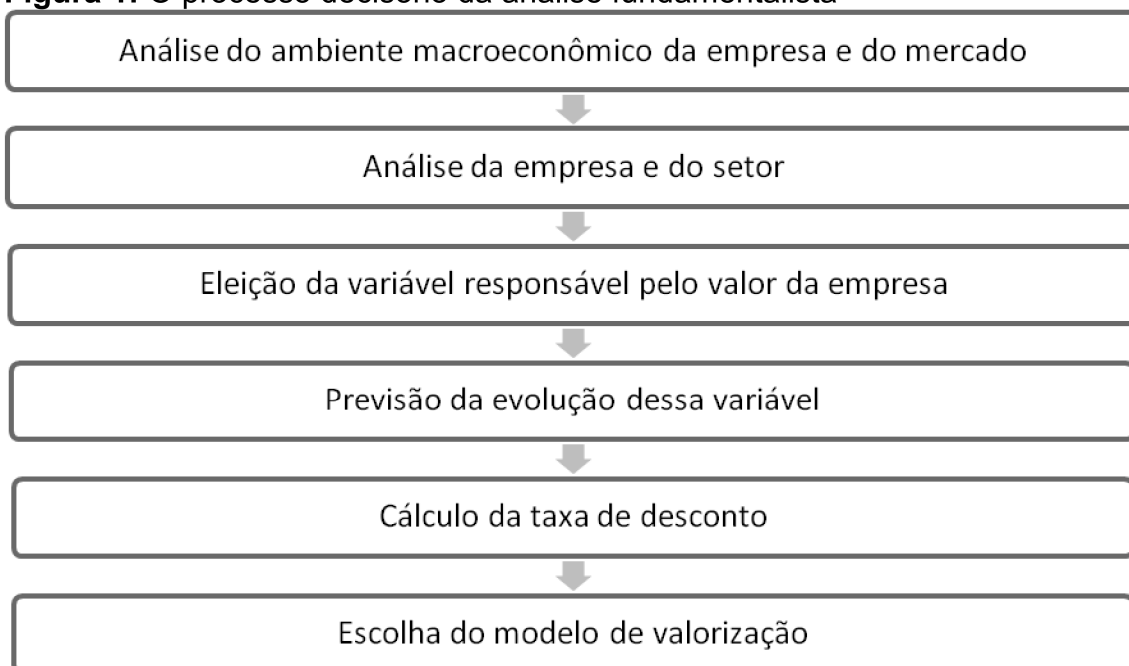 Figura 1: O processo decisório da análise fundamentalista
Análise do ambiente macroeconômico da empresa e do mercado
Análise da empresa e do setor
Eleição da variável responsável pelo valor da empresa
Previsão da evolução dessa variável
Cálculo da taxa de desconto
Escolha do modelo de valorização